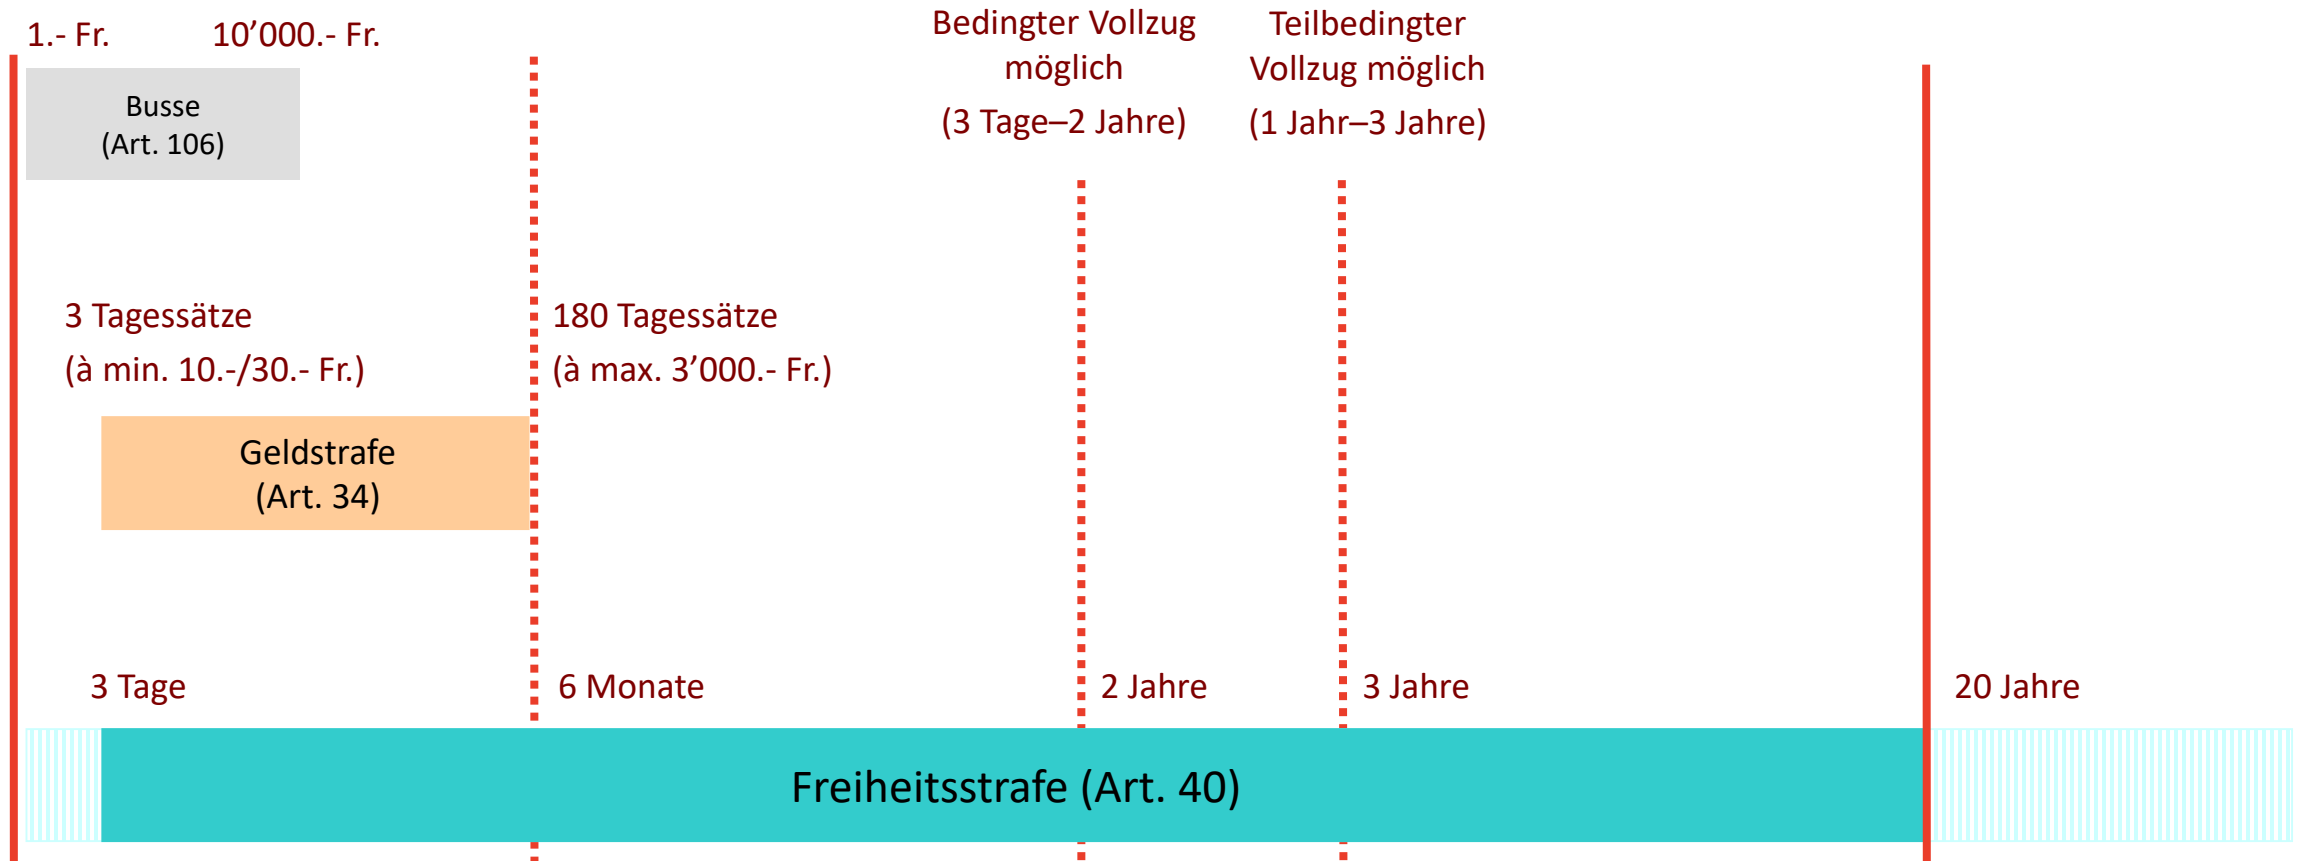 1.- Fr.
10’000.- Fr.
Bedingter Vollzug
möglich
(3 Tage–2 Jahre)
Teilbedingter
Vollzug möglich
(1 Jahr–3 Jahre)
Busse
(Art. 106)
3 Tagessätze
(à min. 10.-/30.- Fr.)
180 Tagessätze
(à max. 3’000.- Fr.)
Geldstrafe
(Art. 34)
3 Tage
6 Monate
2 Jahre
3 Jahre
20 Jahre
Freiheitsstrafe (Art. 40)